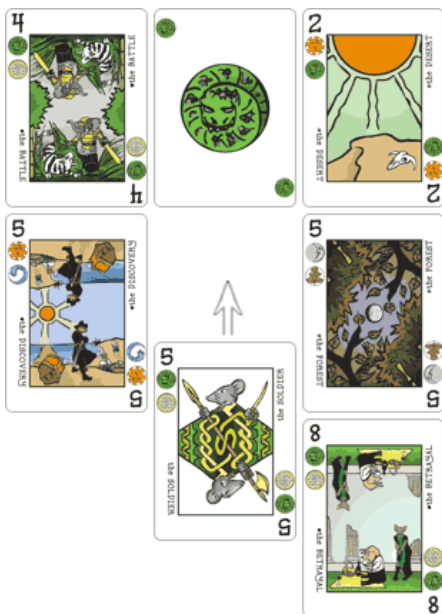 4
•the BATTLE
•the BATTLE
4
2
•the DESERT
•the DESERT
2
5
•the DISCOVERY
•the DISCOVERY
5
5
•the FOREST
•the FOREST
5
5
the SOLDIER
the SOLDIER
5
8
•the BETRAYAL
•the BETRAYAL
8